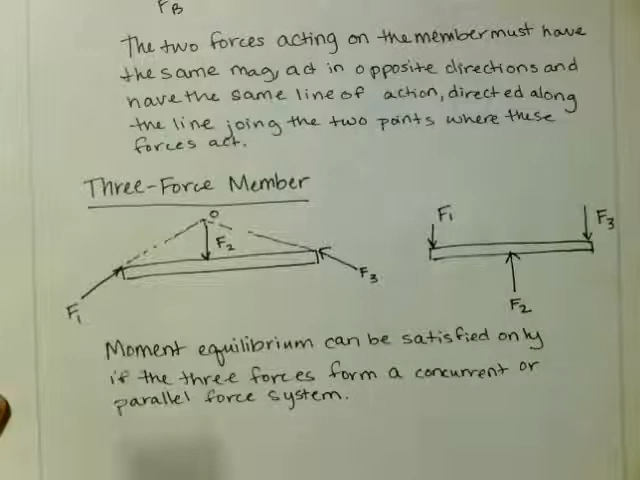 FB
The two forces acting on the member must have
the same mag, act in opposite directions and
have the same line of action, directed along
the line joing the two points where these
forces act.
Three-Force Member
O
F2
F1
F3
F1
F3
F2
Moment equilibrium can be satisfied only
if the three forces form a concurrent or
parallel force system.